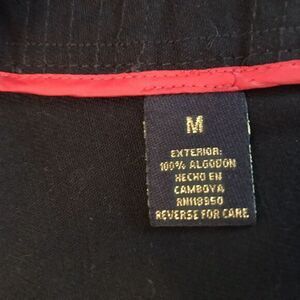 M
EXTERIOR:
100% ALGODON
HECHO EN
CAMBOYA
RN118950
REVERSE FOR CARE